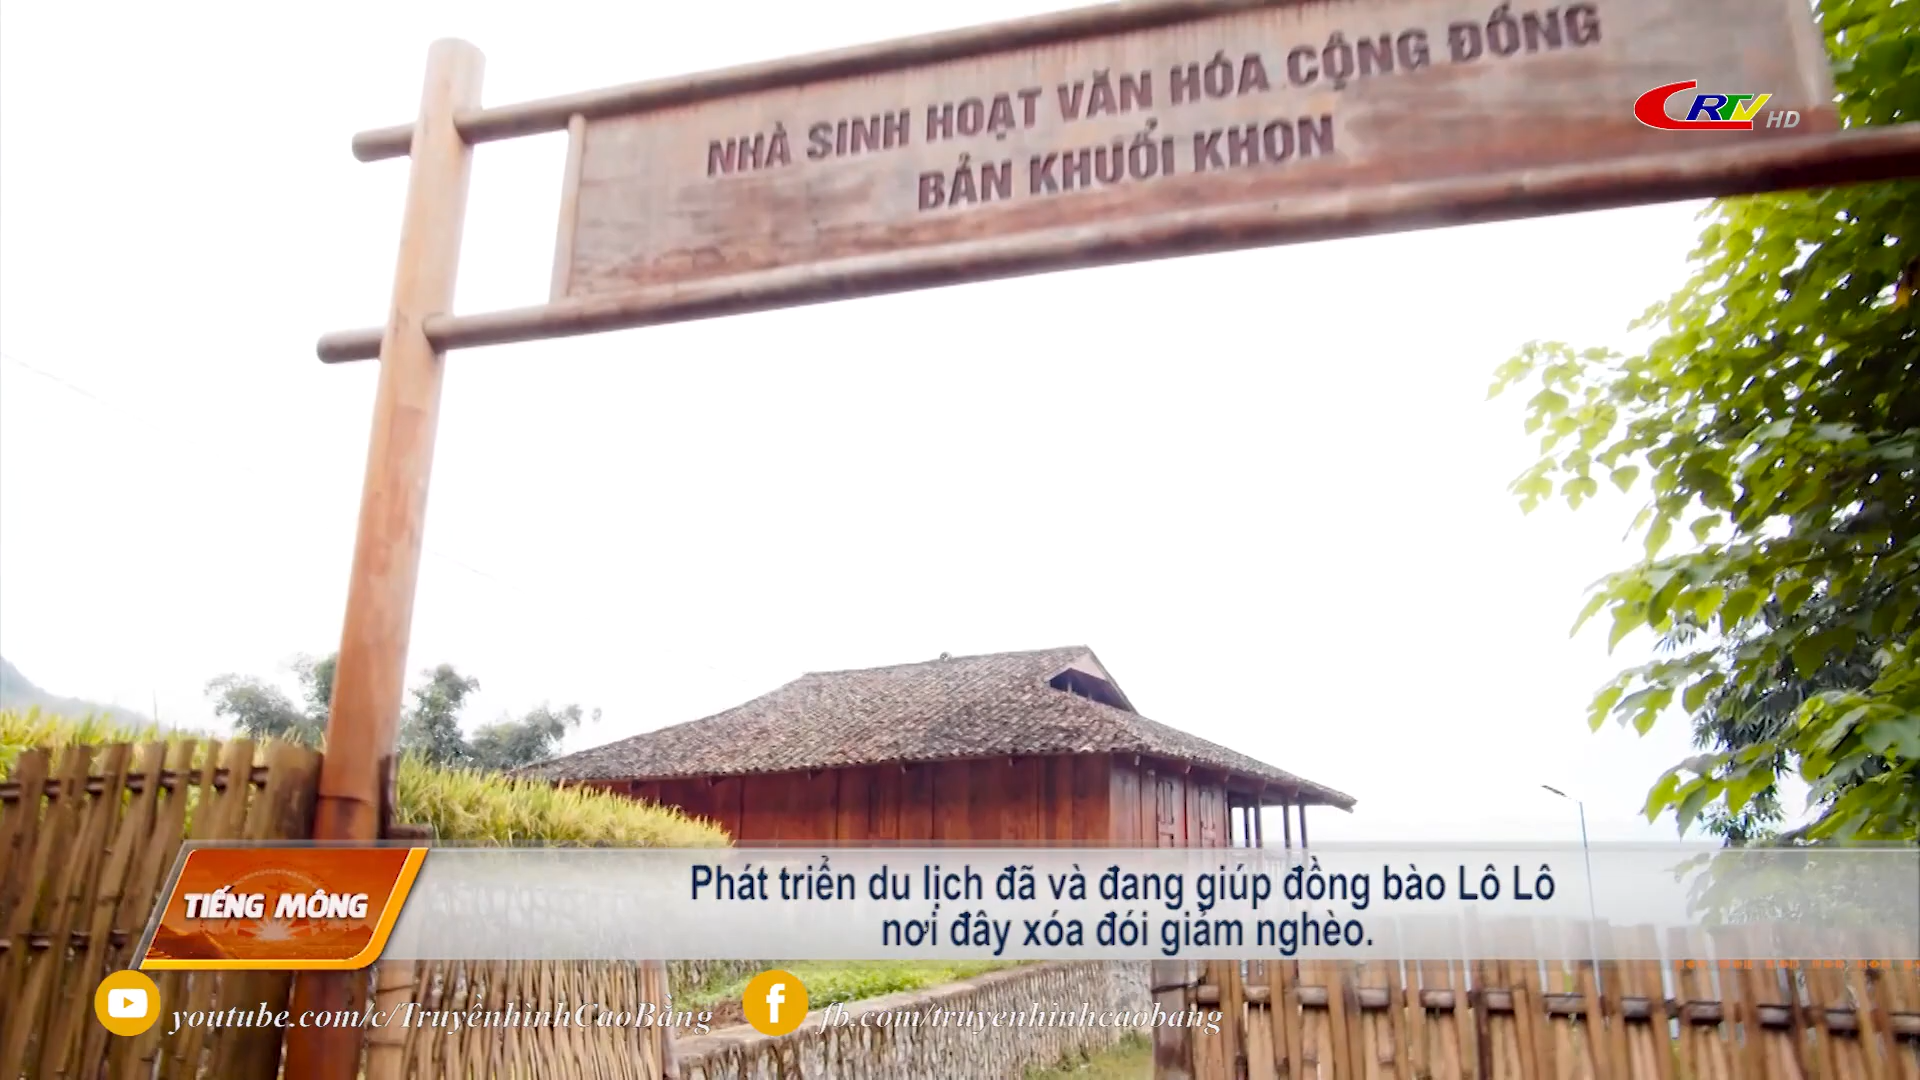 NHÀ SINH HOẠT VĂN HÓA CỘNG ĐỒNG
BẢN KHUỔI KHON
CRTV HD
TIẾNG MÔNG
Phát triển du lịch đã và đang giúp đồng bào Lô Lô
nơi đây xóa đói giảm nghèo.
youtube.com/c/TruyềnhìnhCaoBằng
fb.com/truyenhinhcaobang